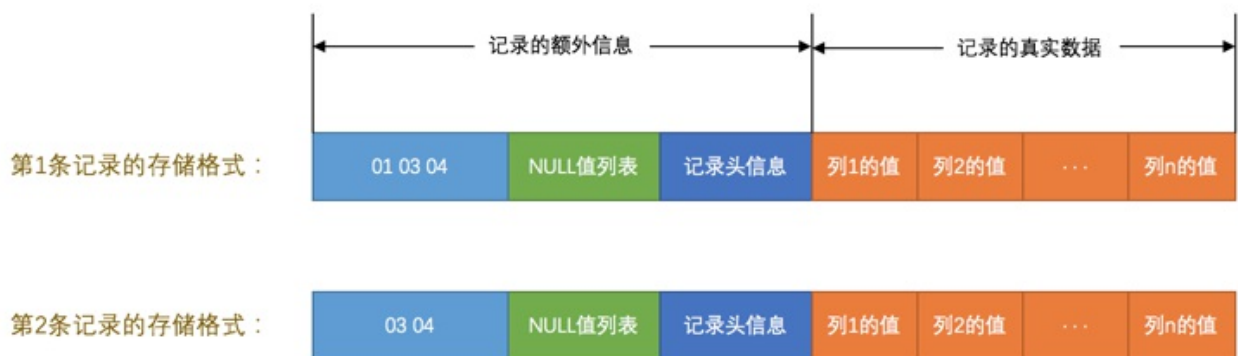 记录的额外信息 记录的真实数据
第1条记录的存储格式： 01 03 04 NULL值列表 记录头信息 列1的值 列2的值 ... 列n的值
第2条记录的存储格式： 03 04 NULL值列表 记录头信息 列1的值 列2的值 ... 列n的值